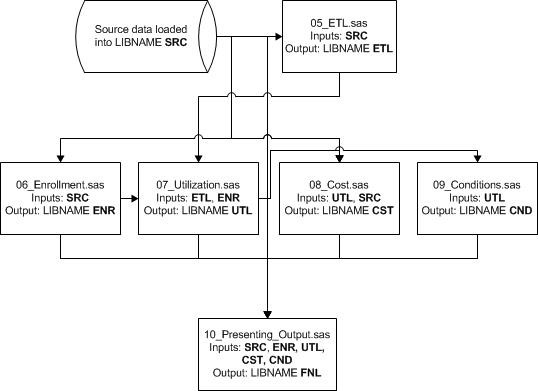 Source data loaded
into LIBNAME SRC
05_ETL.sas
Inputs: SRC
Output: LIBNAME ETL
06_Enrollment.sas
Inputs: SRC
Output: LIBNAME ENR
07_Utilization.sas
Inputs: ETL, ENR
Output: LIBNAME UTL
08_Cost.sas
Inputs: UTL, SRC
Output: LIBNAME CST
09_Conditions.sas
Inputs: UTL
Output: LIBNAME CND
10_Presenting_Output.sas
Inputs: SRC, ENR, UTL,
CST, CND
Output: LIBNAME FNL